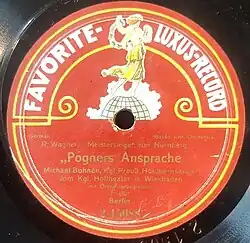 FAVORITE- LUXUS-RECORD
German
R. Wagner, Meistersinger von Nürnberg
„Pogners Ansprache
Michael Bohnen, Kgl. Preuß. Hofopernsänger
vom Kgl. Hoftheater in Wiesbaden
Berlin